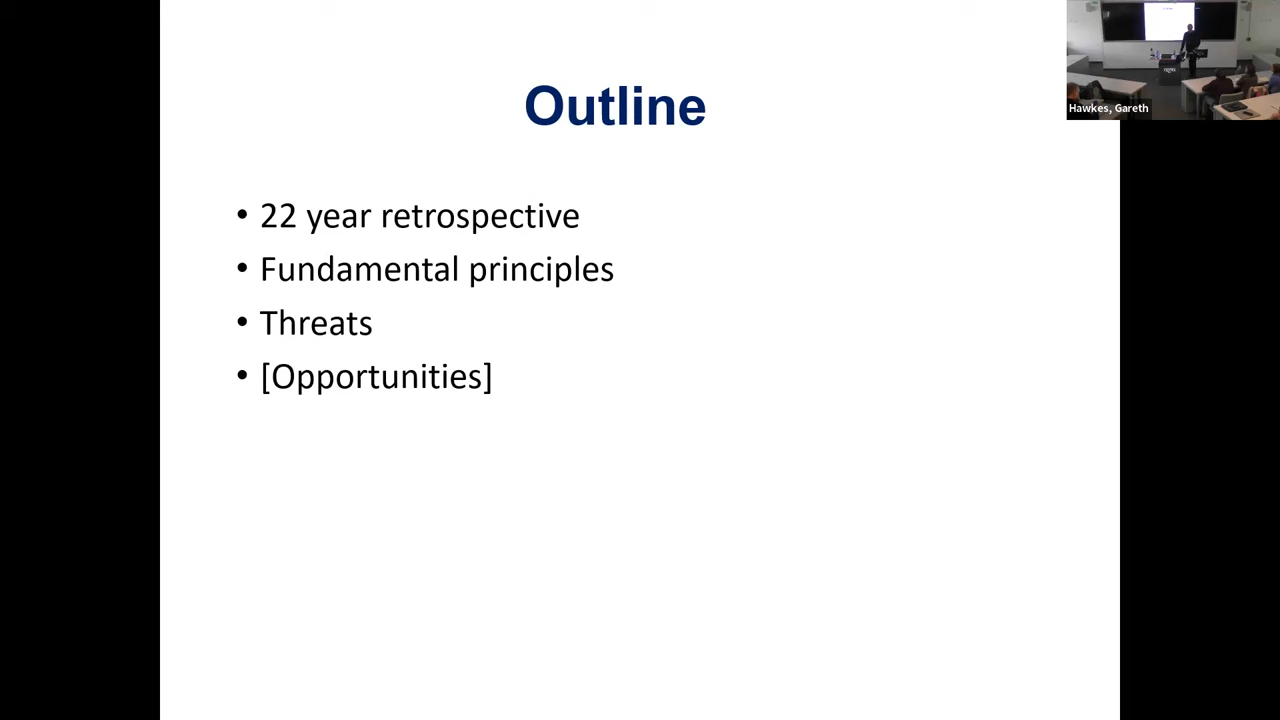 Outline
• 22 year retrospective
• Fundamental principles
• Threats
• [Opportunities]
Hawkes, Gareth